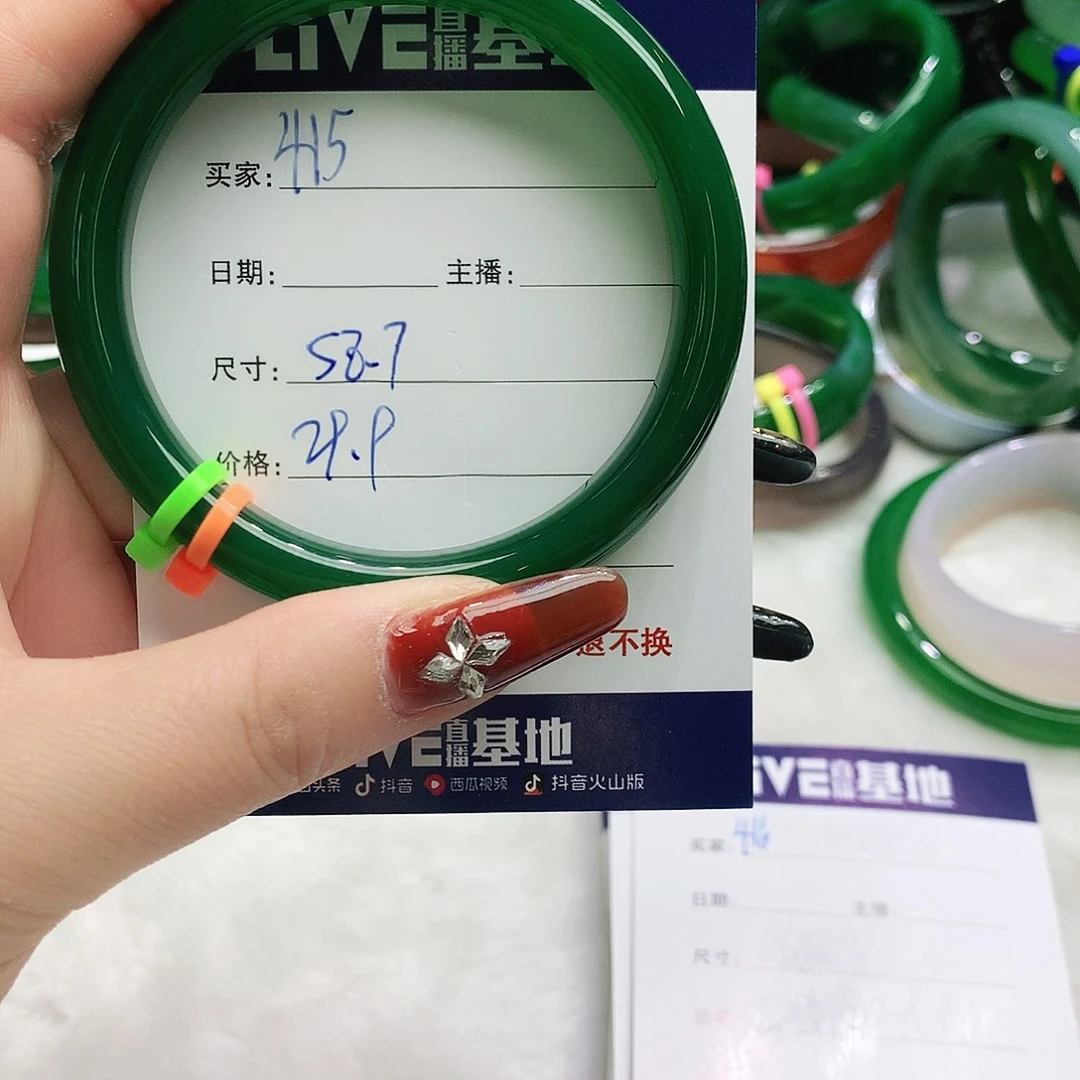 LIVE直播基地
买家: 415
日期: 主播:
尺寸: 58.7
价格: 29.9
退不换
LIVE直播基地
头条 抖音 西瓜视频 抖音火山版
LIVE直播基地
买家:
日期: 主播:
尺寸: